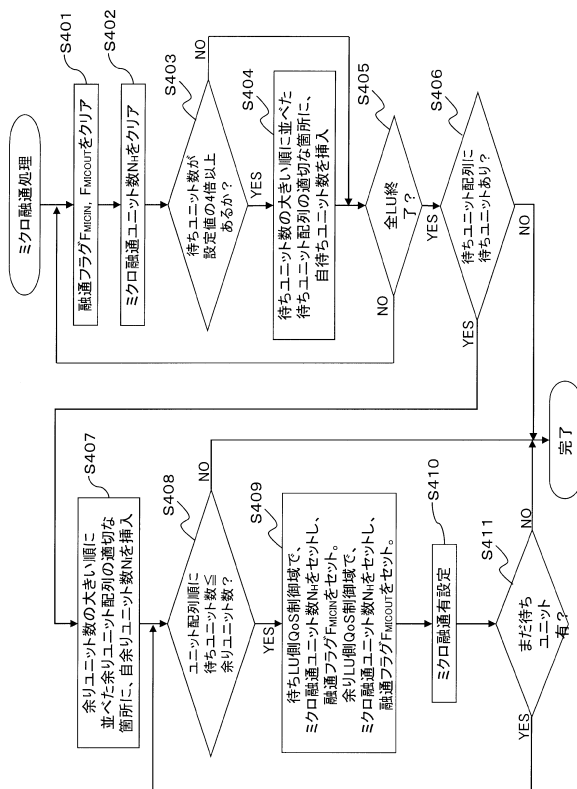 ミクロ融通処理
S401
融通フラグFMICIN、FMICOUTをクリア
S402
ミクロ融通ユニット数NHをクリア
S403
待ちユニット数が
設定値の4倍以上
あるか?
NO
YES
S404
待ちユニット数の大きい順に並べた
待ちユニット配列の適切な箇所に、
自待ちユニット数を挿入
S405
全LU終
了?
NO
YES
S406
待ちユニット配列に
待ちユニットあり?
YES
NO
S407
余りユニット数の大きい順に
並べた余りユニット配列の適切な
箇所に、自余りユニット数Niを挿入
S408
ユニット配列順に
待ちユニット数≦
余りユニット数?
NO
YES
S409
待ちLU側QoS制御域で、
ミクロ融通ユニット数NHをセットし、
融通フラグFMICINをセット。
余りLU側QoS制御域で、
ミクロ融通ユニット数NHをセットし、
融通フラグFMICOUTをセット。
S410
ミクロ融通有設定
S411
まだ待ち
ユニット
有?
YES
NO
完了